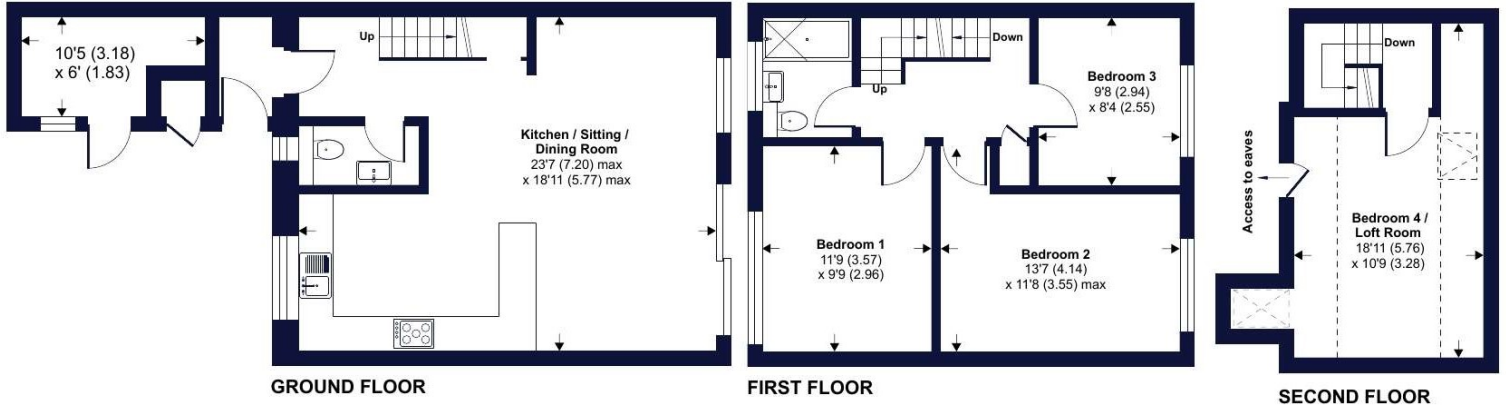 10'5 (3.18)
x 6' (1.83)
Up
Kitchen / Sitting /
Dining Room
23'7 (7.20) max
x 18'11 (5.77) max
GROUND FLOOR
Up
Down
Bedroom 3
9'8 (2.94)
x 8'4 (2.55)
Bedroom 1
11'9 (3.57)
x 9'9 (2.96)
Bedroom 2
13'7 (4.14)
x 11'8 (3.55) max
FIRST FLOOR
Down
Access to eaves
Bedroom 4 /
Loft Room
18'11 (5.76)
x 10'9 (3.28)
SECOND FLOOR